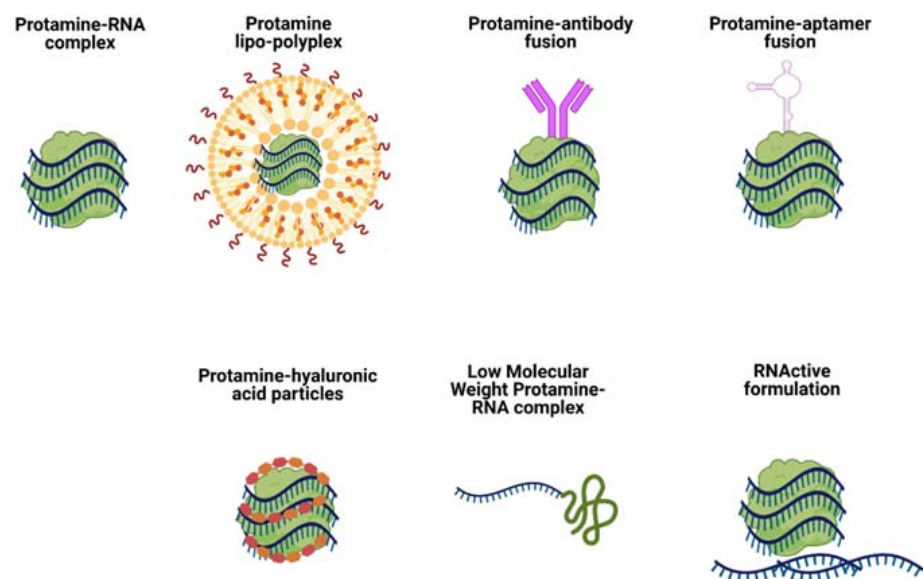 Protamine-RNA
complex
Protamine
lipo-polyplex
Protamine-antibody
fusion
Protamine-aptamer
fusion
Protamine-hyaluronic
acid particles
Low Molecular
Weight Protamine-
RNA complex
RNActive
formulation